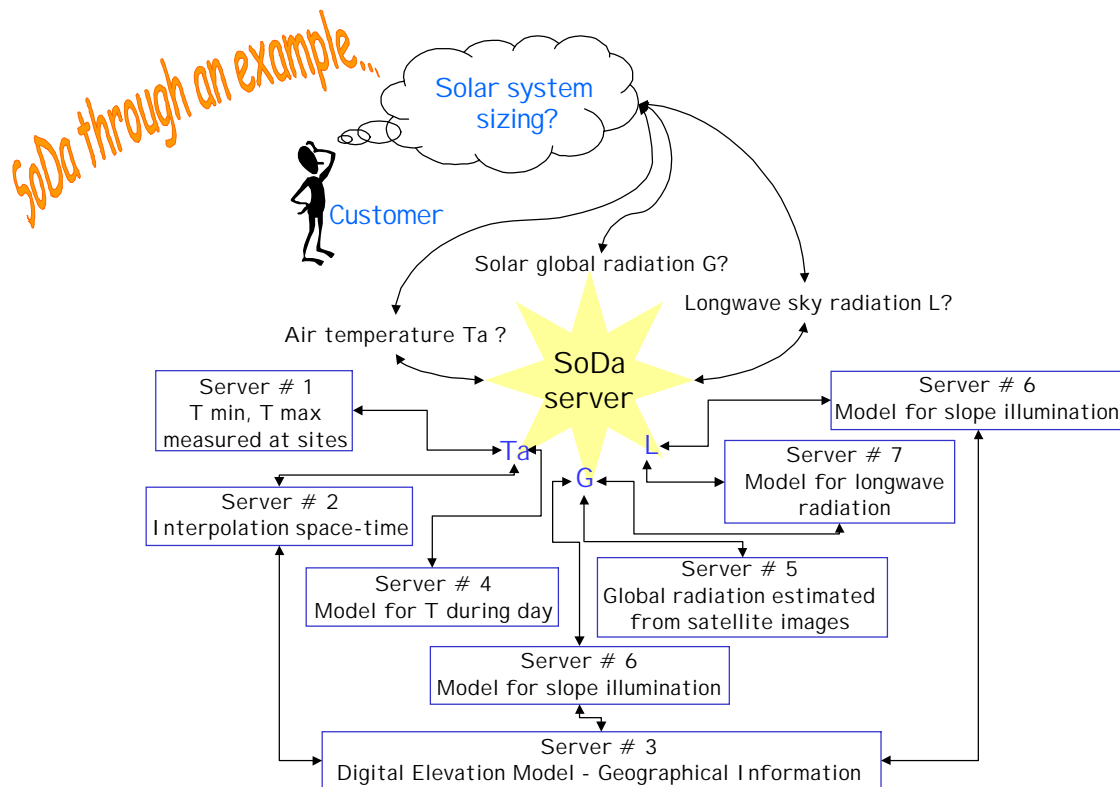 SoDa through an example...
Solar system
sizing?
Customer
Solar global radiation G?
Longwave sky radiation L?
Air temperature Ta ?
SoDa
server
Server # 1
T min, T max
measured at sites
Server # 6
Model for slope illumination
Ta
L
G
Server # 7
Model for longwave
radiation
Server # 2
Interpolation space-time
Server # 4
Model for T during day
Server # 5
Global radiation estimated
from satellite images
Server # 6
Model for slope illumination
Server # 3
Digital Elevation Model - Geographical Information